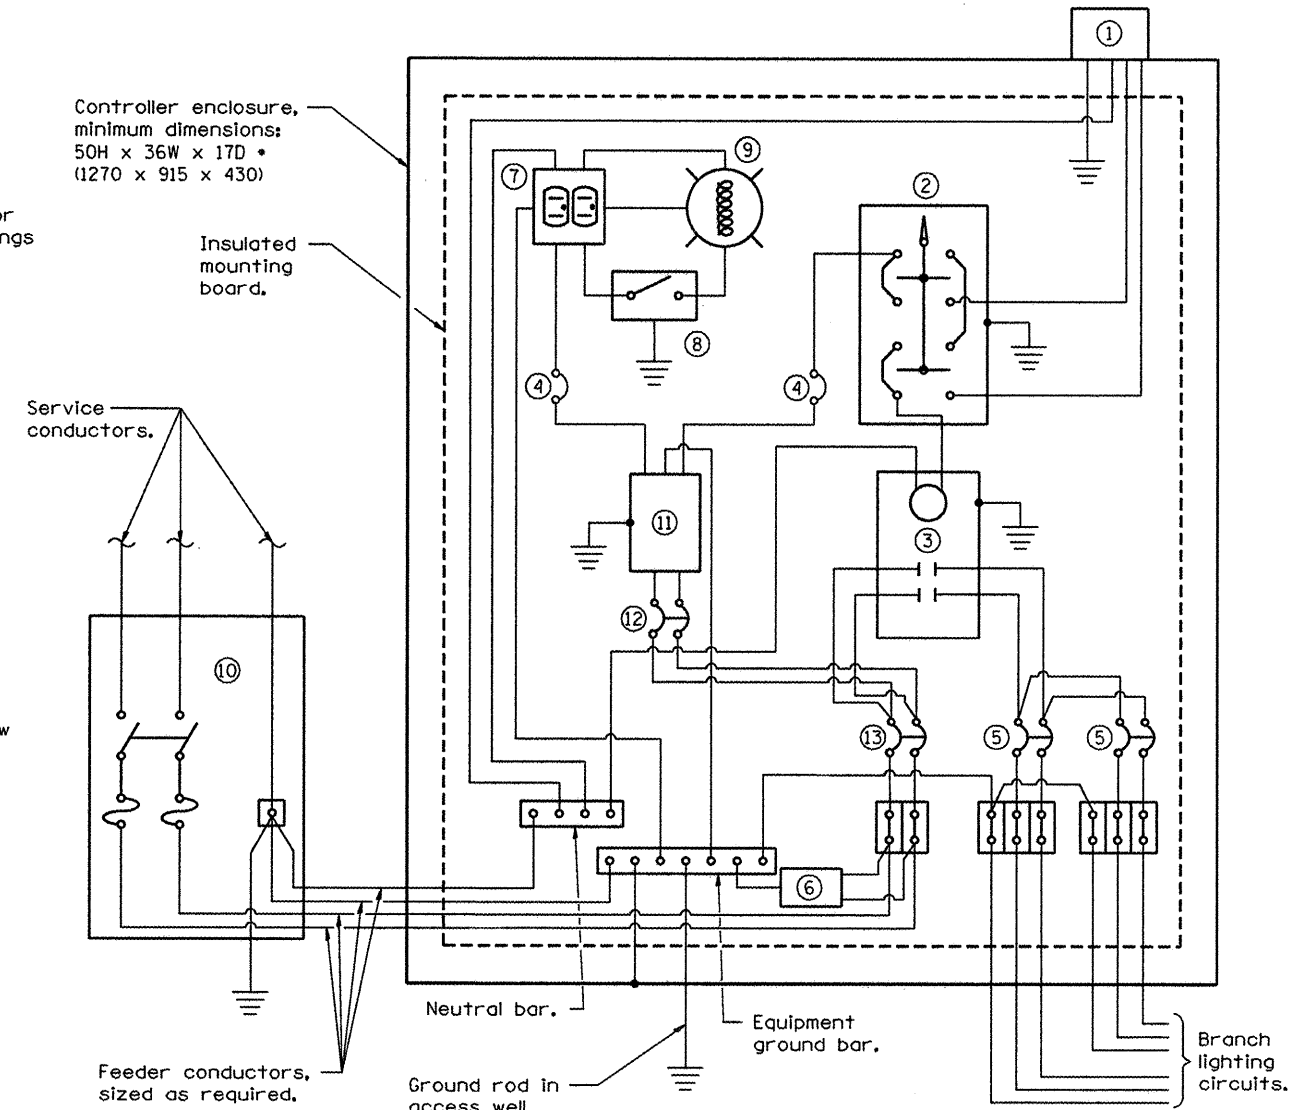 1
Controller enclosure,
minimum dimensions:
50H x 36W x 17D •
(1270 x 915 x 430)
9
7
2
or
ngs
Insulated
mounting
board.
8
4
4
Service
conductors.
11
3
12
10
w
13
5
5
6
Neutral bar.
Equipment
ground bar.
Branch
lighting
circuits.
Feeder conductors,
sized as required.
Ground rod in
access well